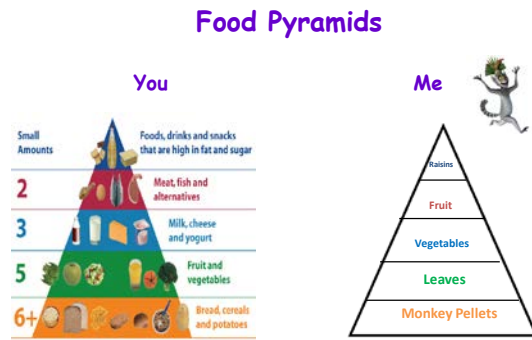 Food Pyramids
You
Me
Small
Amounts
Foods, drinks and snacks
that are high in fat and sugar
2
Meat, fish and
alternatives
3
Milk, cheese
and yogurt
5
Fruit and
vegetables
6+
Bread, cereals
and potatoes
Raisins
Fruit
Vegetables
Leaves
Monkey Pellets